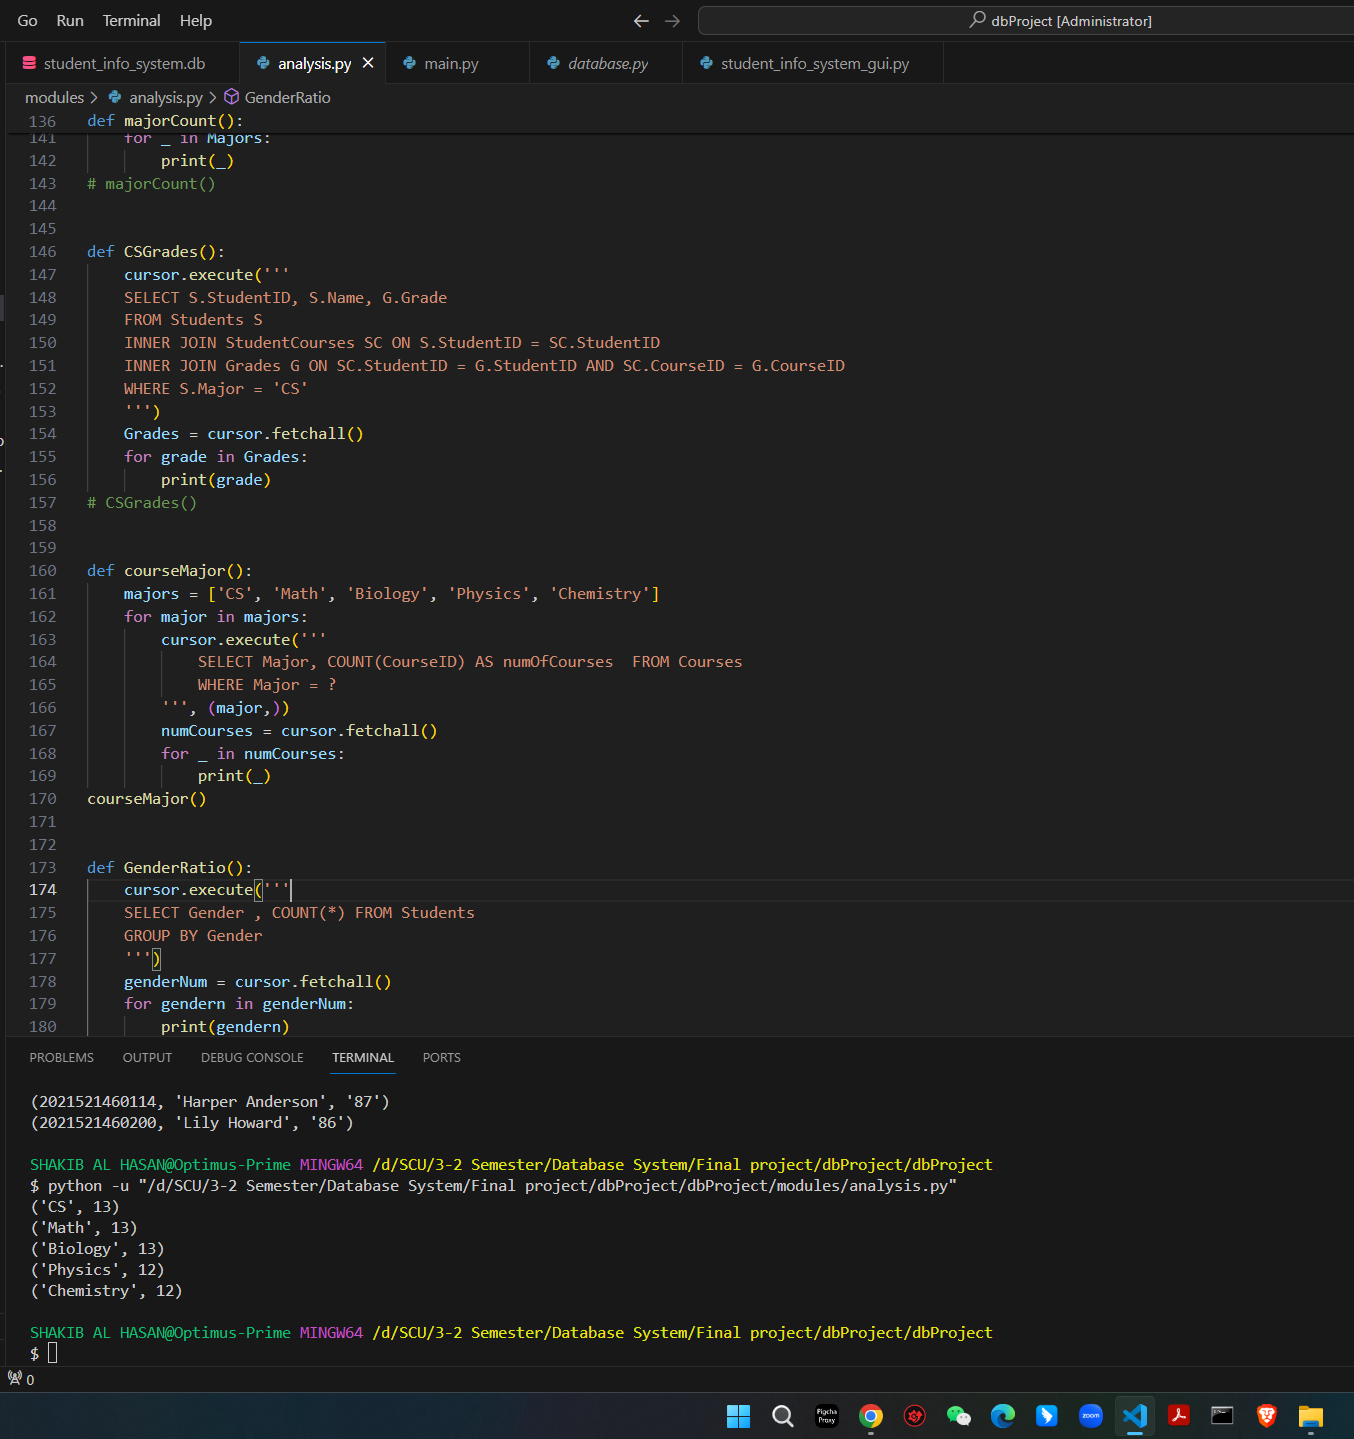 Go Run Terminal Help
dbProject [Administrator]
student_info_system.db analysis.py main.py database.py student_info_system_gui.py
modules > analysis.py > GenderRatio
136 def majorCount():
141 for _ in Majors:
142 print(_)
143 # majorCount()
144
145
146 def CSGrades():
147 cursor.execute('''
148 SELECT S.StudentID, S.Name, G.Grade
149 FROM Students S
150 INNER JOIN StudentCourses SC ON S.StudentID = SC.StudentID
151 INNER JOIN Grades G ON SC.StudentID = G.StudentID AND SC.CourseID = G.CourseID
152 WHERE S.Major = 'CS'
153 ''')
154 Grades = cursor.fetchall()
155 for grade in Grades:
156 print(grade)
157 # CSGrades()
158
159
160 def courseMajor():
161 majors = ['CS', 'Math', 'Biology', 'Physics', 'Chemistry']
162 for major in majors:
163 cursor.execute('''
164 SELECT Major, COUNT(CourseID) AS numOfCourses  FROM Courses
165 WHERE Major = ?
166 ''', (major,))
167 numCourses = cursor.fetchall()
168 for _ in numCourses:
169 print(_)
170 courseMajor()
171
172
173 def GenderRatio():
174 cursor.execute('''
175 SELECT Gender , COUNT(*) FROM Students
176 GROUP BY Gender
177 ''')
178 genderNum = cursor.fetchall()
179 for gendern in genderNum:
180 print(gendern)
PROBLEMS OUTPUT DEBUG CONSOLE TERMINAL PORTS
(2021521460114, 'Harper Anderson', '87')
(2021521460200, 'Lily Howard', '86')
SHAKIB AL HASAN@Optimus-Prime MINGW64 /d/SCU/3-2 Semester/Database System/Final project/dbProject/dbProject
$ python -u "/d/SCU/3-2 Semester/Database System/Final project/dbProject/dbProject/modules/analysis.py"
('CS', 13)
('Math', 13)
('Biology', 13)
('Physics', 12)
('Chemistry', 12)
SHAKIB AL HASAN@Optimus-Prime MINGW64 /d/SCU/3-2 Semester/Database System/Final project/dbProject/dbProject
$
0
Pigcha
Proxy
zoom